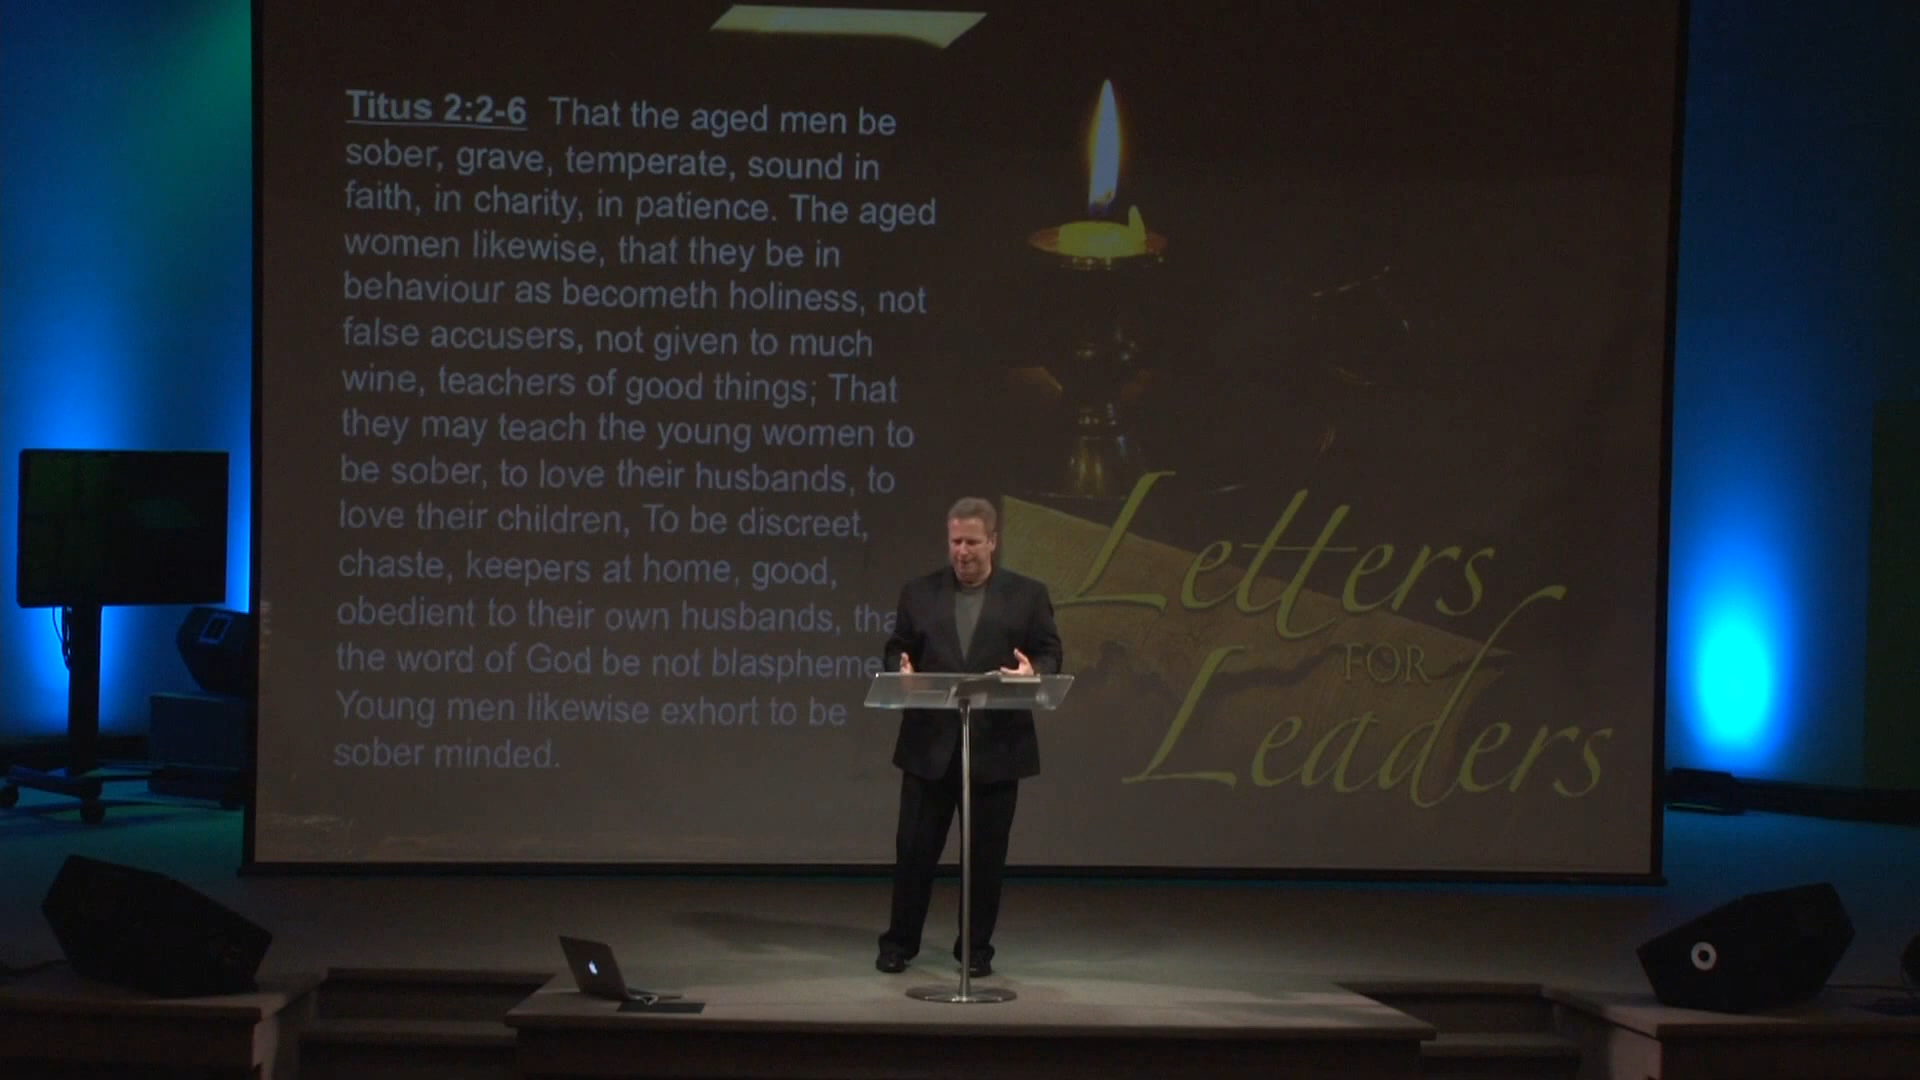 Titus 2:2-6 That the aged men be
sober, grave, temperate, sound in
faith, in charity, in patience. The aged
women likewise, that they be in
behaviour as becometh holiness, not
false accusers, not given to much
wine, teachers of good things; That
they may teach the young women to
be sober, to love their husbands, to
love their children, To be discreet,
chaste, keepers at home, good,
obedient to their own husbands, tha
the word of God be not blaspheme
Young men likewise exhort to be
sober minded.
Letters
FOR
Leaders